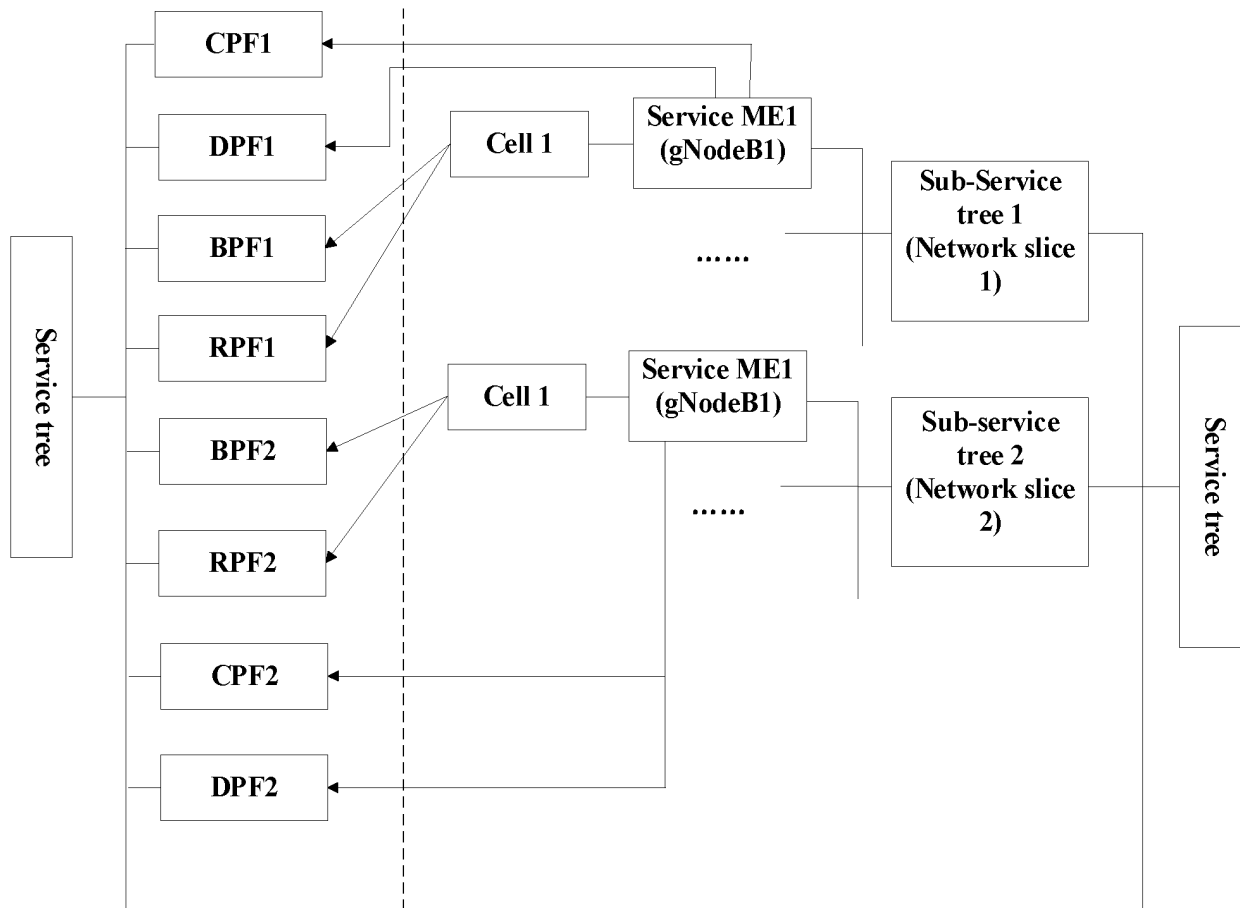 CPF1
DPF1
BPF1
RPF1
BPF2
RPF2
CPF2
DPF2
Service tree
Cell 1
Service ME1
(gNodeB1)
……
Sub-Service
tree 1
(Network slice
1)
Cell 1
Service ME1
(gNodeB1)
……
Sub-service
tree 2
(Network slice
2)
Service tree